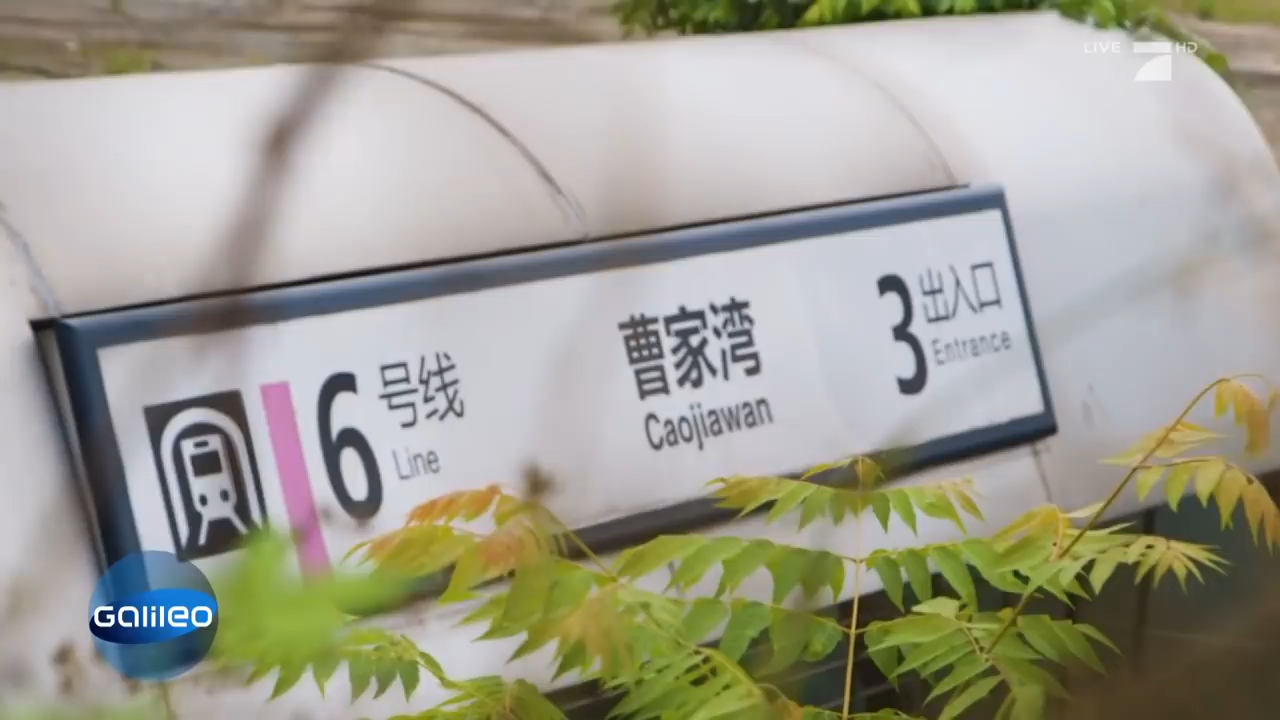 LIVE HD
6 号线
Line
曹家湾
Caojiawan
3 出入口
Entrance
Galileo